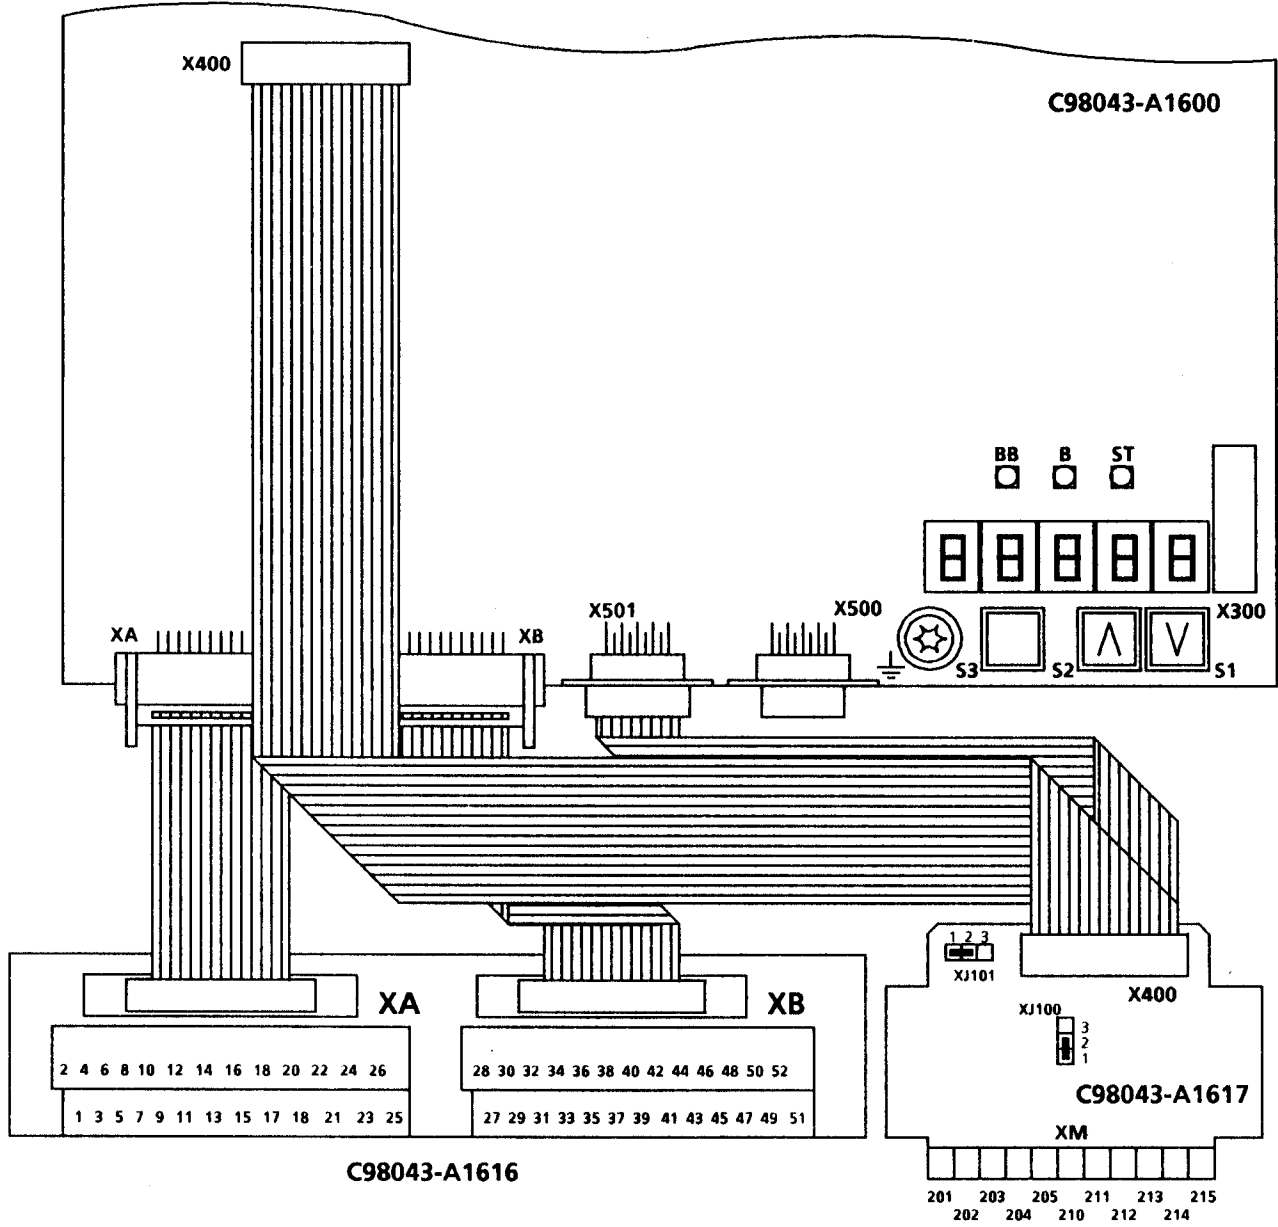 X400
C98043-A1600
BB B ST
XA
XB
X501
X500
X300
S3
S2
S1
1 2 3
XJ101
X400
XA
XB
XJ100
3
2
1
2 4 6 8 10 12 14 16 18 20 22 24 26
28 30 32 34 36 38 40 42 44 46 48 50 52
C98043-A1617
1 3 5 7 9 11 13 15 17 18 21 23 25
27 29 31 33 35 37 39 41 43 45 47 49 51
XM
C98043-A1616
201 203 205 211 213 215
202 204 210 212 214